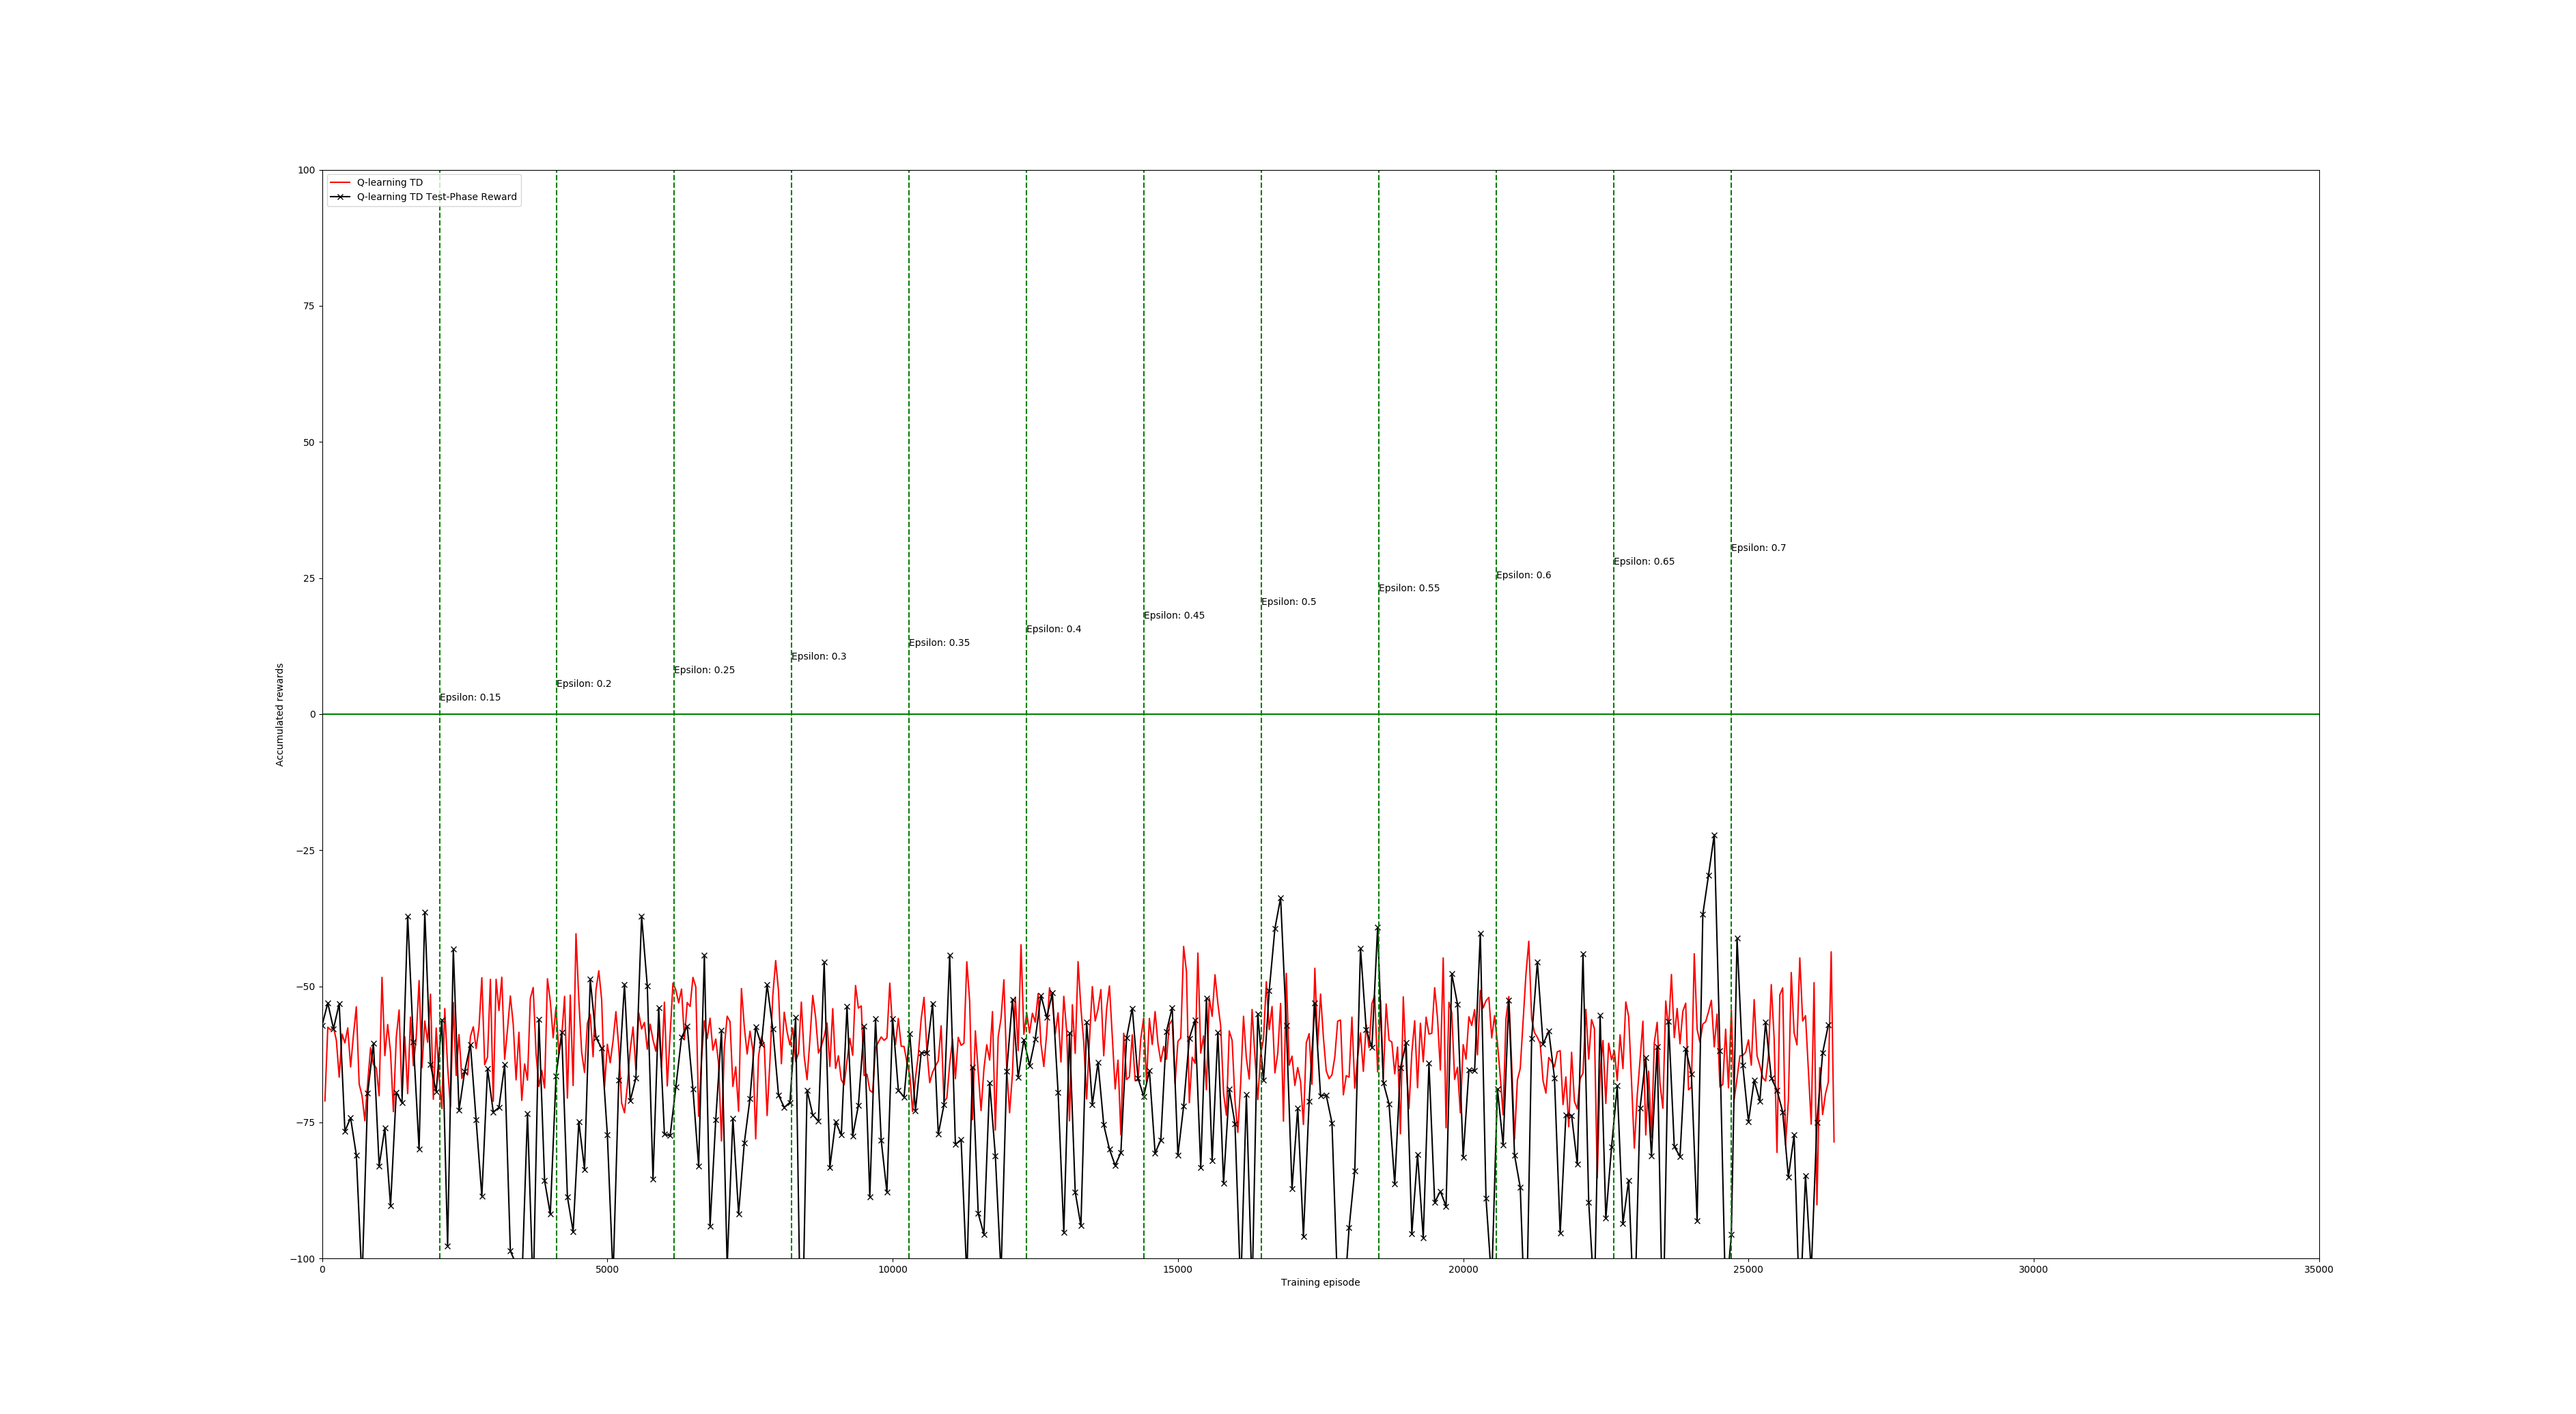 Q-learning TD
Q-learning TD Test-Phase Reward
100
75
50
25
0
−25
−50
−75
−100
Accumulated rewards
Epsilon: 0.15
Epsilon: 0.2
Epsilon: 0.25
Epsilon: 0.3
Epsilon: 0.35
Epsilon: 0.4
Epsilon: 0.45
Epsilon: 0.5
Epsilon: 0.55
Epsilon: 0.6
Epsilon: 0.65
Epsilon: 0.7
0 5000 10000 15000 20000 25000 30000 35000
Training episode